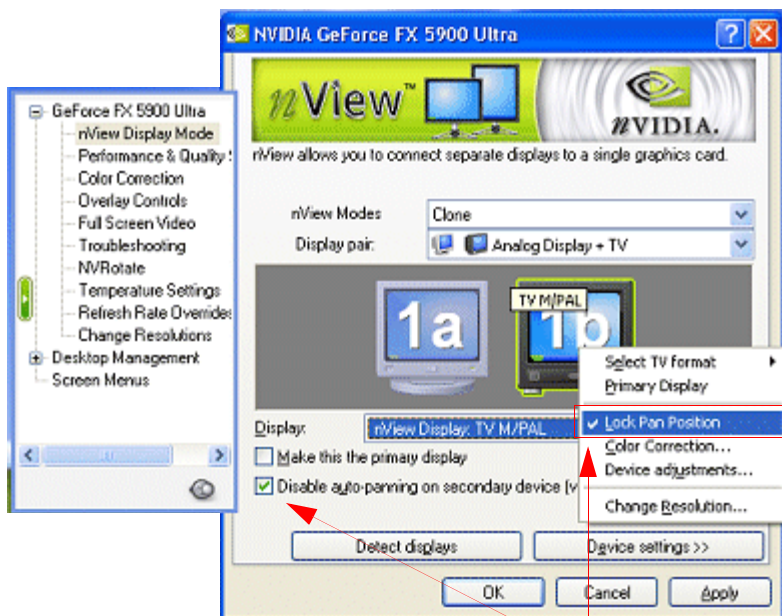 NVIDIA GeForce FX 5900 Ultra
GeForce FX 5900 Ultra
nView Display Mode
Performance & Quality
Color Correction
Overlay Controls
Full Screen Video
Troubleshooting
NVRotate
Temperature Settings
Refresh Rate Overrides
Change Resolutions
Desktop Management
Screen Menus
nView™
NVIDIA.
nView allows you to connect separate displays to a single graphics card.
nView Modes Clone
Display pair: Analog Display + TV
TV M/PAL
1a 1b
Select TV format
Primary Display
Lock Pan Position
Color Correction...
Device adjustments...
Change Resolution...
Display: nView Display: TV M/PAL
Make this the primary display
Disable auto-panning on secondary device (v
Detect displays Device settings >>
OK Cancel Apply